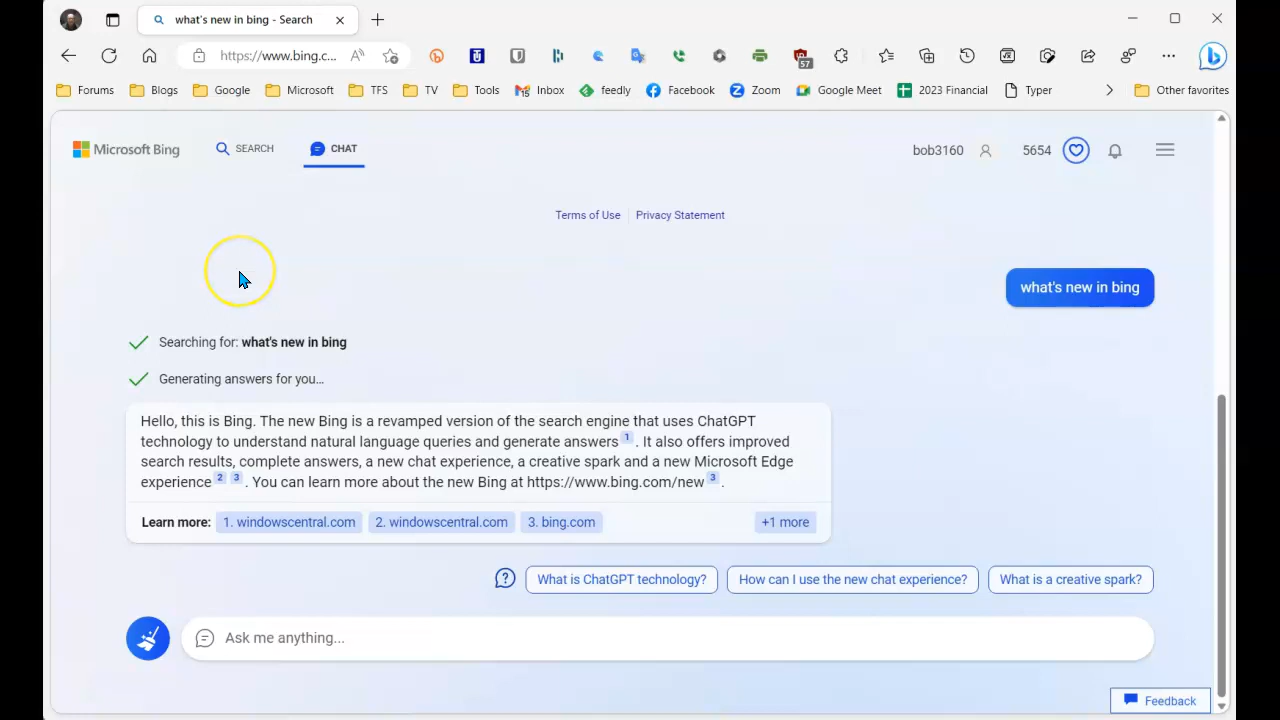 what's new in bing - Search
https://www.bing.c...
57
Forums Blogs Google Microsoft TFS TV Tools Inbox feedly Facebook Zoom Google Meet 2023 Financial Typer Other favorites
Microsoft Bing SEARCH CHAT bob3160 5654
Terms of Use Privacy Statement
what's new in bing
Searching for: what's new in bing
Generating answers for you...
Hello, this is Bing. The new Bing is a revamped version of the search engine that uses ChatGPT
technology to understand natural language queries and generate answers 1 . It also offers improved
search results, complete answers, a new chat experience, a creative spark and a new Microsoft Edge
experience 2 3 . You can learn more about the new Bing at https://www.bing.com/new 3 .
Learn more: 1. windowscentral.com 2. windowscentral.com 3. bing.com +1 more
What is ChatGPT technology? How can I use the new chat experience? What is a creative spark?
Ask me anything...
Feedback